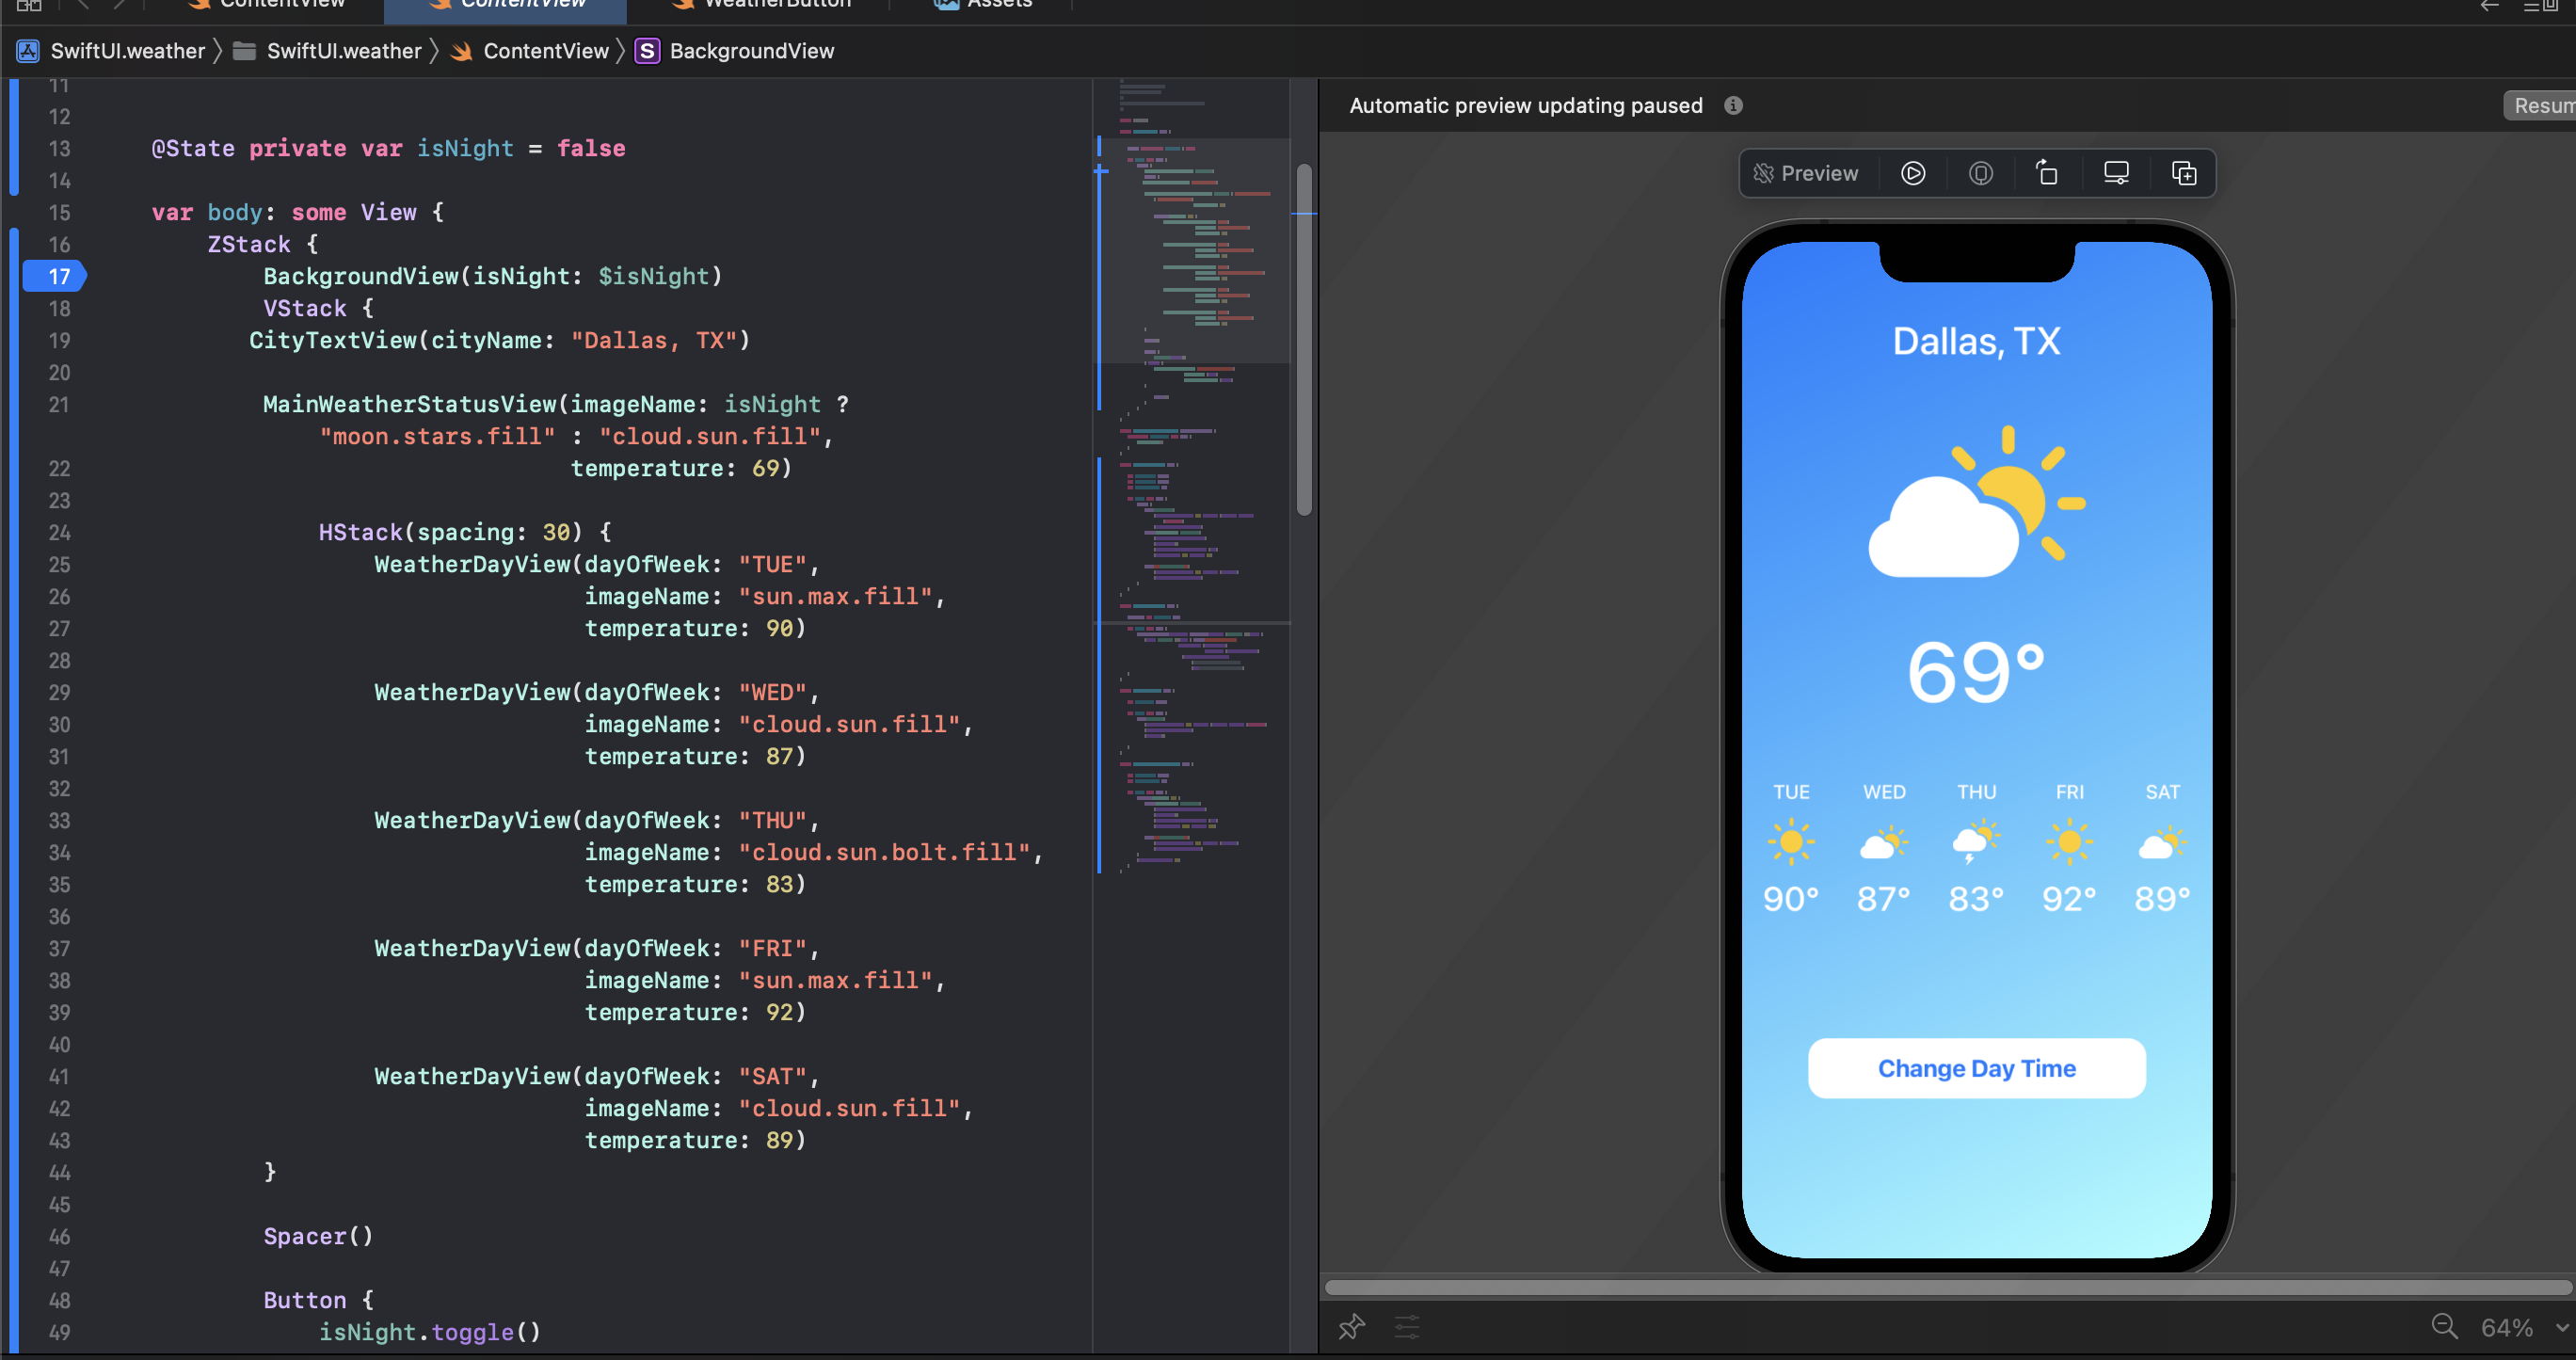 ContentView
ContentView
WeatherButton
Assets
SwiftUI.weather
SwiftUI.weather
ContentView
S
BackgroundView
11
12
13 @State private var isNight = false
14
15 var body: some View {
16 ZStack {
17 BackgroundView(isNight: $isNight)
18 VStack {
19 CityTextView(cityName: "Dallas, TX")
20
21 MainWeatherStatusView(imageName: isNight ?
"moon.stars.fill" : "cloud.sun.fill",
22 temperature: 69)
23
24 HStack(spacing: 30) {
25 WeatherDayView(dayOfWeek: "TUE",
26 imageName: "sun.max.fill",
27 temperature: 90)
28
29 WeatherDayView(dayOfWeek: "WED",
30 imageName: "cloud.sun.fill",
31 temperature: 87)
32
33 WeatherDayView(dayOfWeek: "THU",
34 imageName: "cloud.sun.bolt.fill",
35 temperature: 83)
36
37 WeatherDayView(dayOfWeek: "FRI",
38 imageName: "sun.max.fill",
39 temperature: 92)
40
41 WeatherDayView(dayOfWeek: "SAT",
42 imageName: "cloud.sun.fill",
43 temperature: 89)
44 }
45
46 Spacer()
47
48 Button {
49 isNight.toggle()
Automatic preview updating paused
Resum
Preview
Dallas, TX
69°
TUE WED THU FRI SAT
90° 87° 83° 92° 89°
Change Day Time
64%